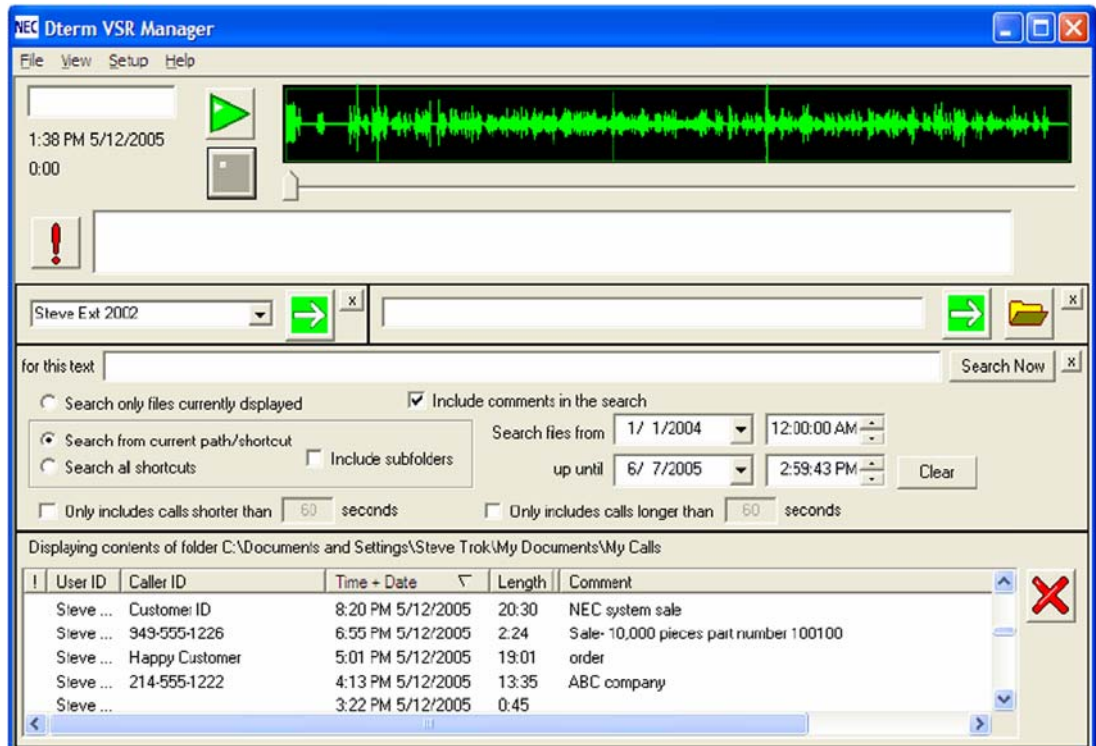 NEC Dterm VSR Manager
File View Setup Help
1:38 PM 5/12/2005
0:00
!
Steve Ext 2002
x
x
for this text
Search Now
x
Search only files currently displayed
Include comments in the search
Search from current path/shortcut
Include subfolders
Search files from 1/ 1/2004 12:00:00 AM
Search all shortcuts
up until 6/ 7/2005 2:59:43 PM
Clear
Only includes calls shorter than 60 seconds
Only includes calls longer than 60 seconds
Displaying contents of folder C:\Documents and Settings\Steve Trok\My Documents\My Calls
! User ID Caller ID Time + Date Length Comment
Steve ... Customer ID 8:20 PM 5/12/2005 20:30 NEC system sale
Steve ... 949-555-1226 6:55 PM 5/12/2005 2:24 Sale- 10,000 pieces part number 100100
Steve ... Happy Customer 5:01 PM 5/12/2005 19:01 order
Steve ... 214-555-1222 4:13 PM 5/12/2005 13:35 ABC company
Steve ... 3:22 PM 5/12/2005 0:45